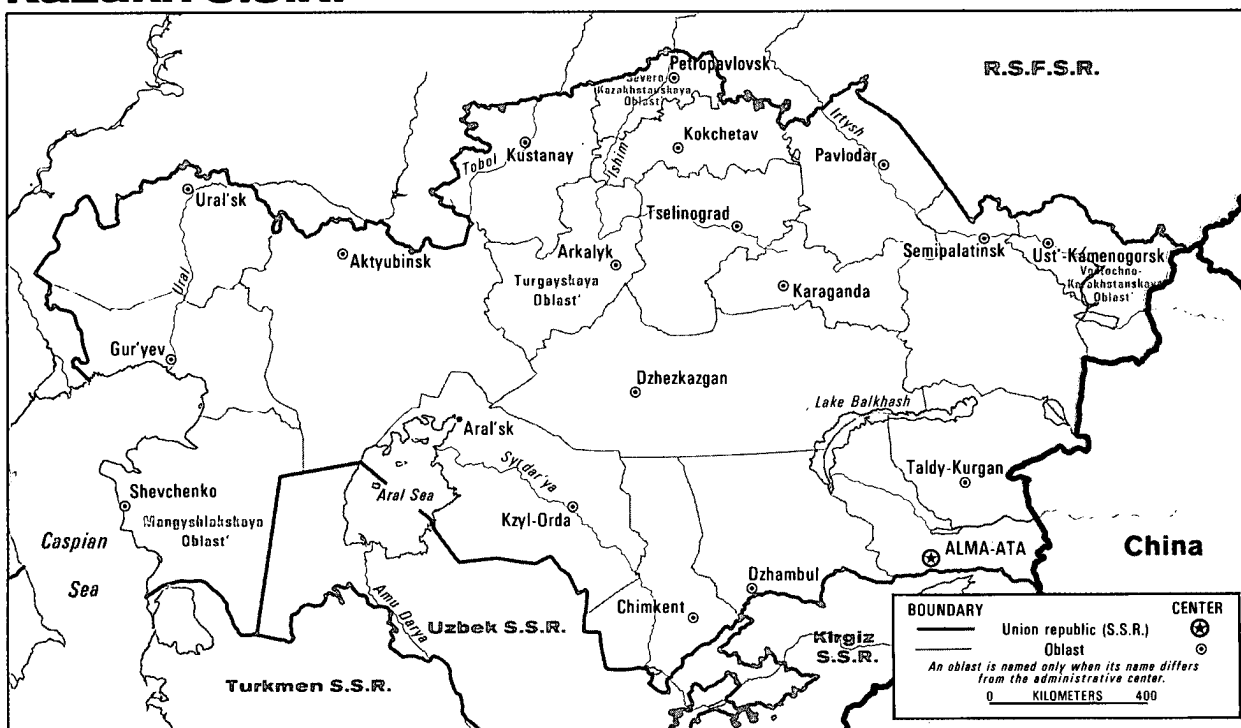 Kazakh S.S.R.
R.S.F.S.R.
Petropavlovsk
Severo
Kazakhstanskaya
Oblast'
Irtysh
Kokchetav
Ishim
Tobol
Kustanay
Pavlodar
Ural'sk
Tselinograd
Semipalatinsk
Ust'-Kamenogorsk
Vostochno-
Kazakhstanskaya
Oblast'
Aktyubinsk
Arkalyk
Turgayskaya
Oblast'
Ural
Karaganda
Gur'yev
Dzhezkazgan
Lake Balkhash
Aral'sk
Syr dar'ya
Taldy-Kurgan
Shevchenko
Aral Sea
Mangyshlakskaya
Oblast'
Kzyl-Orda
Caspian
Sea
ALMA-ATA
China
Dzhambul
Amu Darya
Chimkent
Uzbek S.S.R.
Kirgiz
S.S.R.
Turkmen S.S.R.
BOUNDARY CENTER
Union republic (S.S.R.)
Oblast
An oblast is named only when its name differs
from the administrative center.
0 KILOMETERS 400